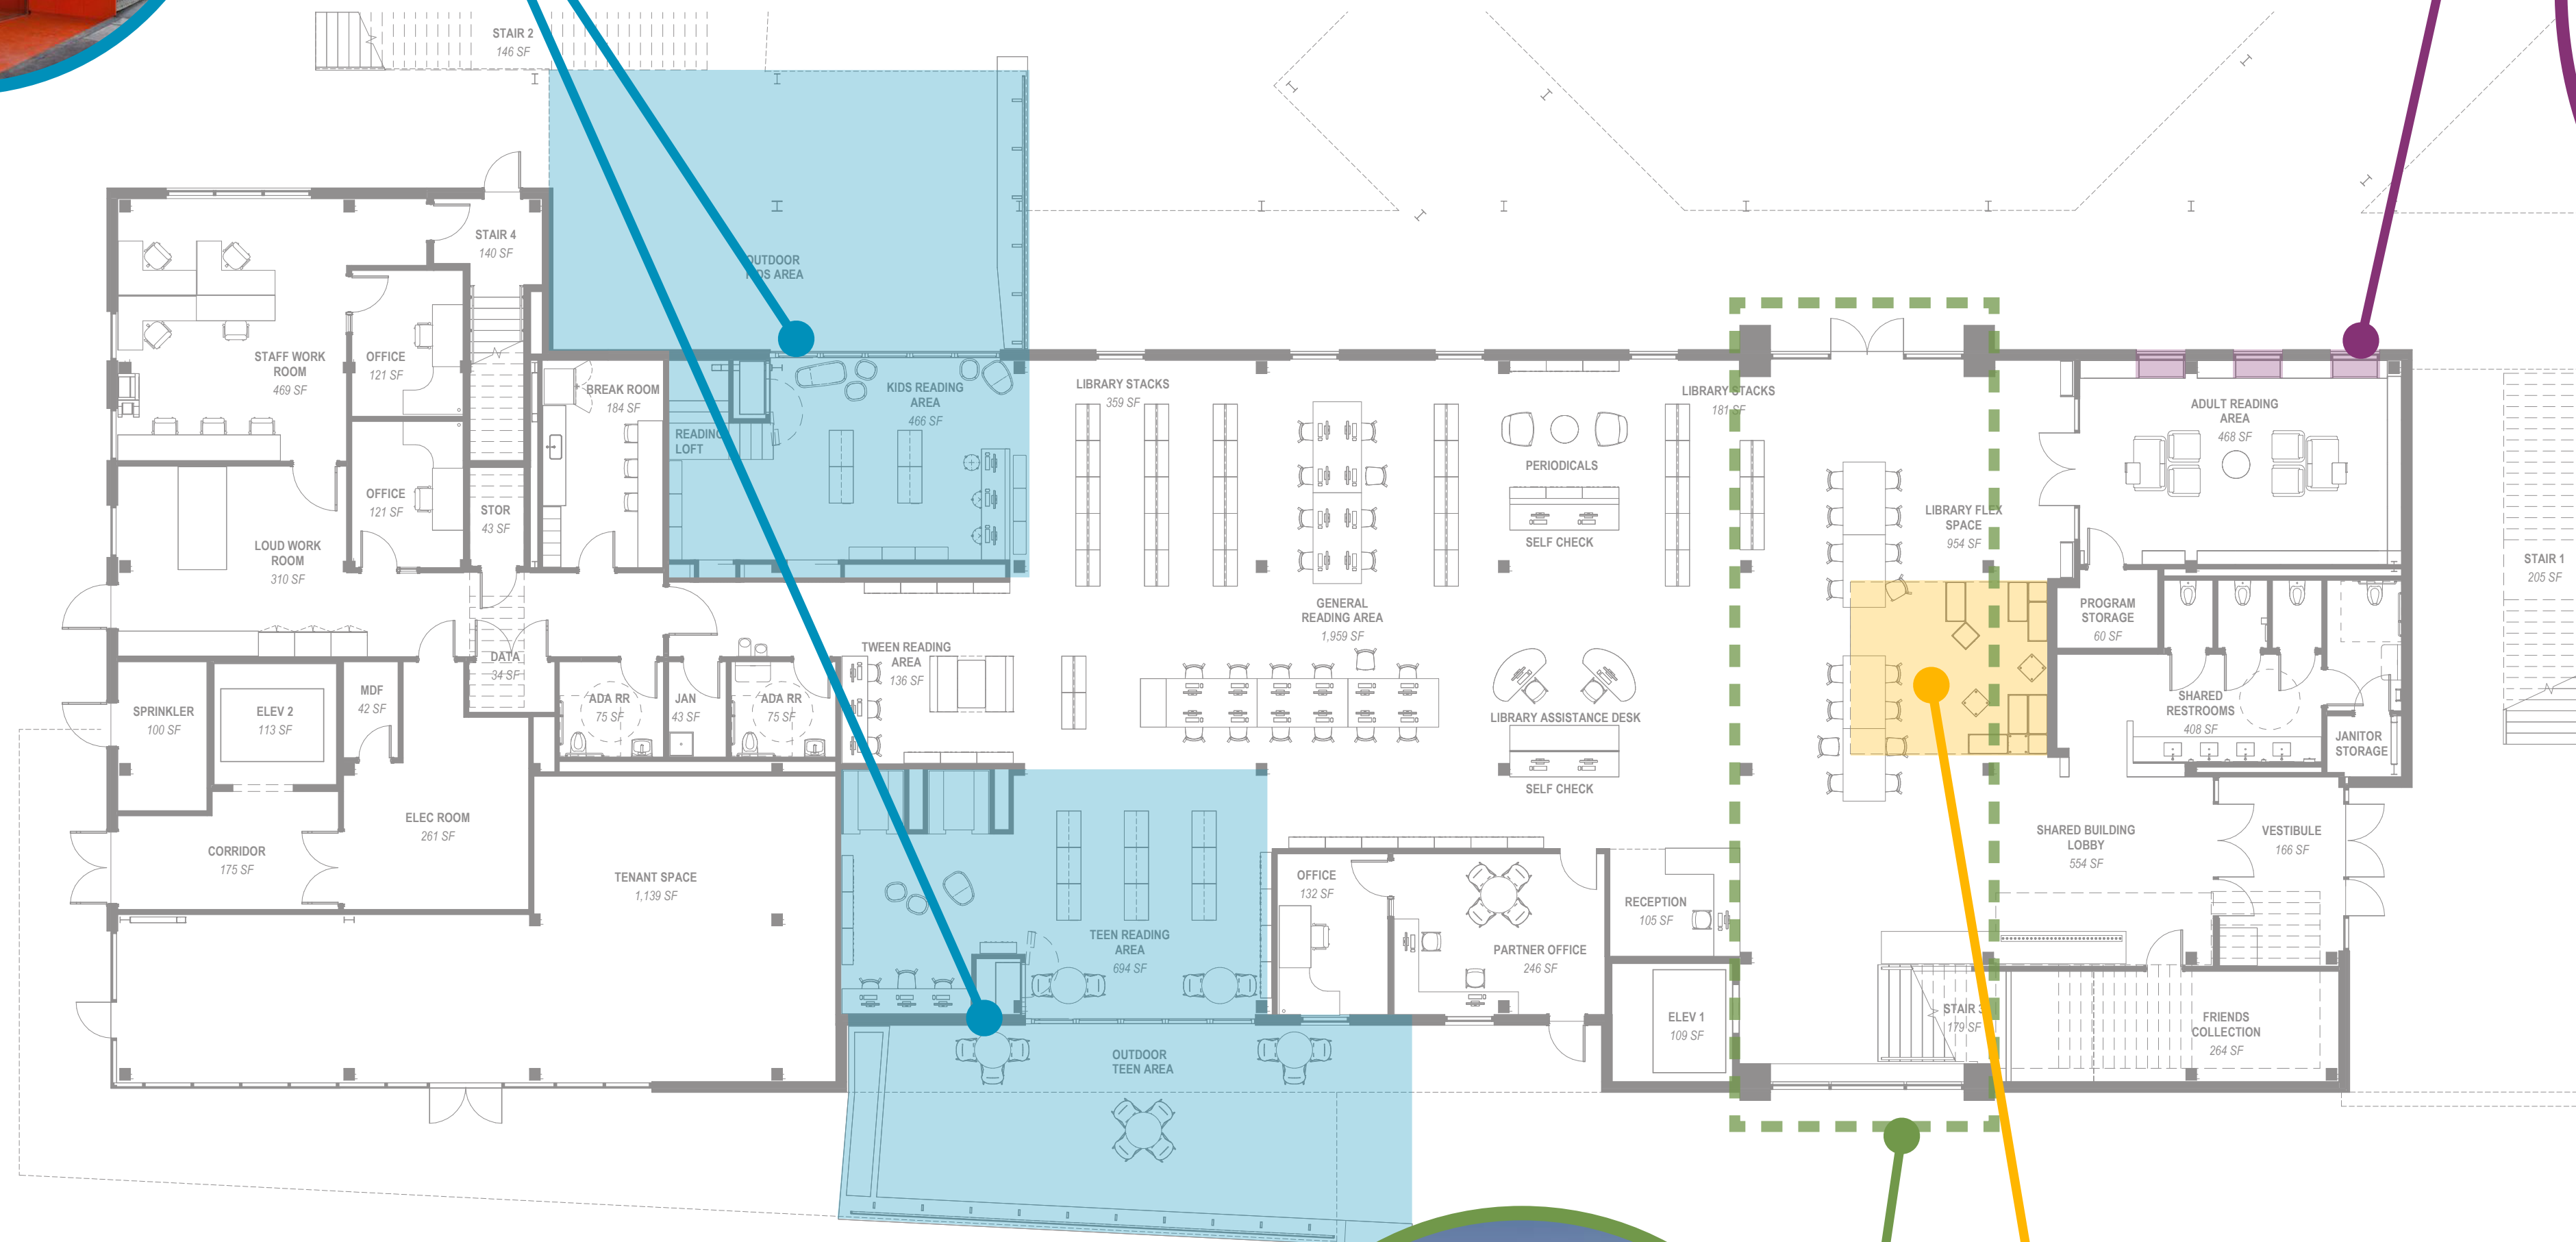 STAIR 2
146 SF
OUTDOOR
KIDS AREA
STAIR 4
140 SF
STAFF WORK
ROOM
469 SF
OFFICE
121 SF
BREAK ROOM
184 SF
KIDS READING
AREA
466 SF
READING
LOFT
LIBRARY STACKS
359 SF
PERIODICALS
SELF CHECK
LIBRARY STACKS
181 SF
ADULT READING
AREA
468 SF
LIBRARY FLEX
SPACE
954 SF
OFFICE
121 SF
STOR
43 SF
LOUD WORK
ROOM
310 SF
STAIR 1
205 SF
GENERAL
READING AREA
1,959 SF
PROGRAM
STORAGE
60 SF
TWEEN READING
AREA
136 SF
DATA
34 SF
SPRINKLER
100 SF
ELEV 2
113 SF
MDF
42 SF
ADA RR
75 SF
JAN
43 SF
ADA RR
75 SF
LIBRARY ASSISTANCE DESK
SELF CHECK
SHARED
RESTROOMS
408 SF
JANITOR
STORAGE
CORRIDOR
175 SF
ELEC ROOM
261 SF
TENANT SPACE
1,139 SF
SHARED BUILDING
LOBBY
554 SF
VESTIBULE
166 SF
OFFICE
132 SF
RECEPTION
105 SF
TEEN READING
AREA
694 SF
PARTNER OFFICE
246 SF
ELEV 1
109 SF
STAIR 3
179 SF
FRIENDS
COLLECTION
264 SF
OUTDOOR
TEEN AREA